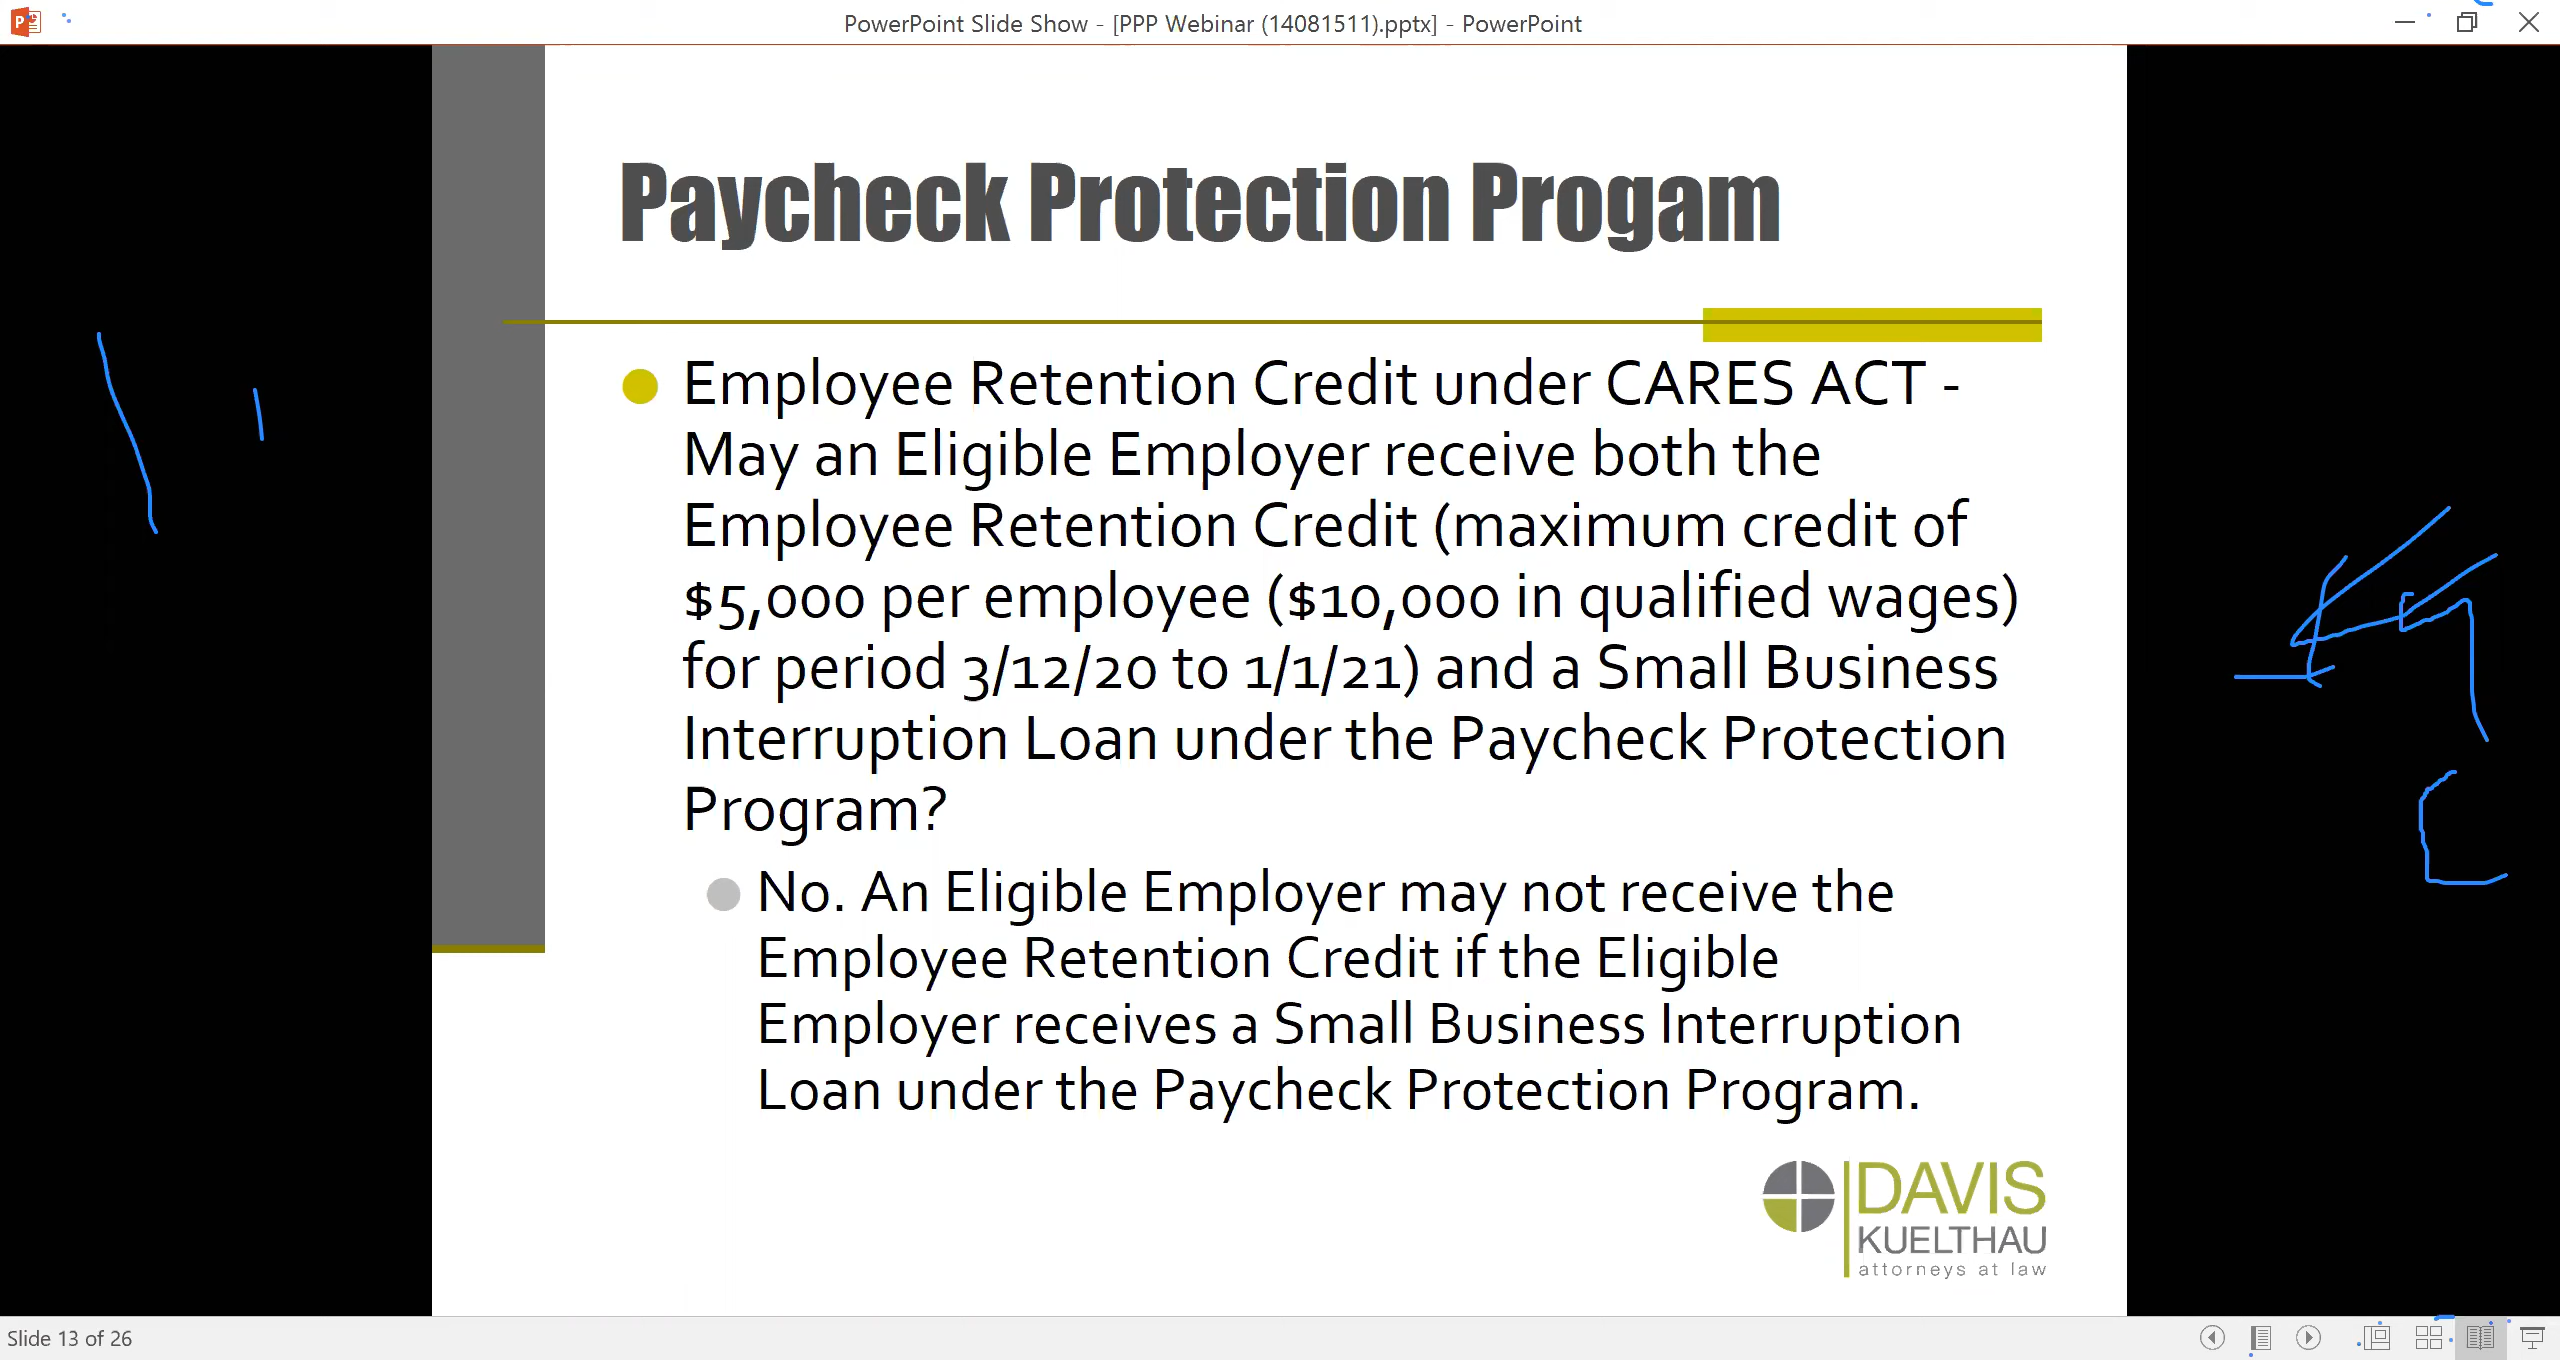 PowerPoint Slide Show - [PPP Webinar (14081511).pptx] - PowerPoint
Paycheck Protection Progam
Employee Retention Credit under CARES ACT -
May an Eligible Employer receive both the
Employee Retention Credit (maximum credit of
$5,000 per employee ($10,000 in qualified wages)
for period 3/12/20 to 1/1/21) and a Small Business
Interruption Loan under the Paycheck Protection
Program?
No. An Eligible Employer may not receive the
Employee Retention Credit if the Eligible
Employer receives a Small Business Interruption
Loan under the Paycheck Protection Program.
DAVIS
KUELTHAU
attorneys at law
Slide 13 of 26